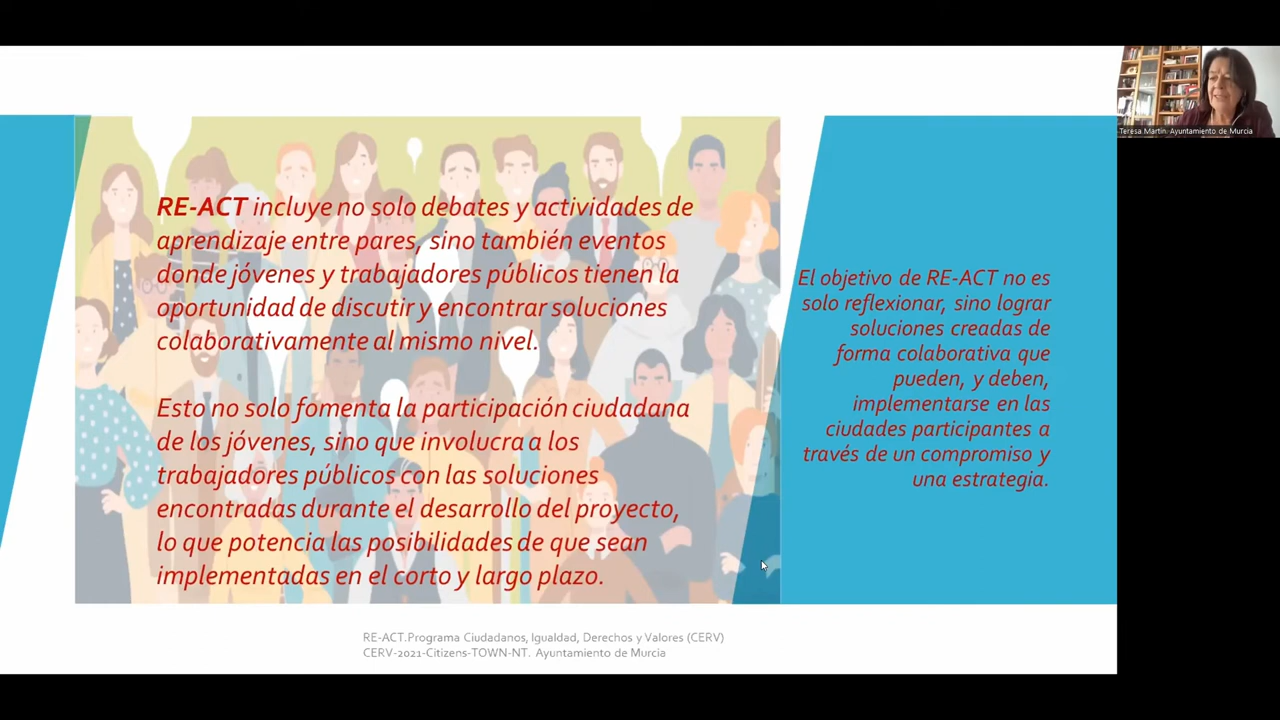 RE-ACT incluye no solo debates y actividades de
aprendizaje entre pares, sino también eventos
donde jóvenes y trabajadores públicos tienen la
oportunidad de discutir y encontrar soluciones
colaborativamente al mismo nivel.
Esto no solo fomenta la participación ciudadana
de los jóvenes, sino que involucra a los
trabajadores públicos con las soluciones
encontradas durante el desarrollo del proyecto,
lo que potencia las posibilidades de que sean
implementadas en el corto y largo plazo.
El objetivo de RE-ACT no es
solo reflexionar, sino lograr
soluciones creadas de
forma colaborativa que
pueden, y deben,
implementarse en las
ciudades participantes a
través de un compromiso y
una estrategia.
RE-ACT.Programa Ciudadanos, Igualdad, Derechos y Valores (CERV)
CERV-2021-Citizens-TOWN-NT. Ayuntamiento de Murcia
Teresa Martín. Ayuntamiento de Murcia